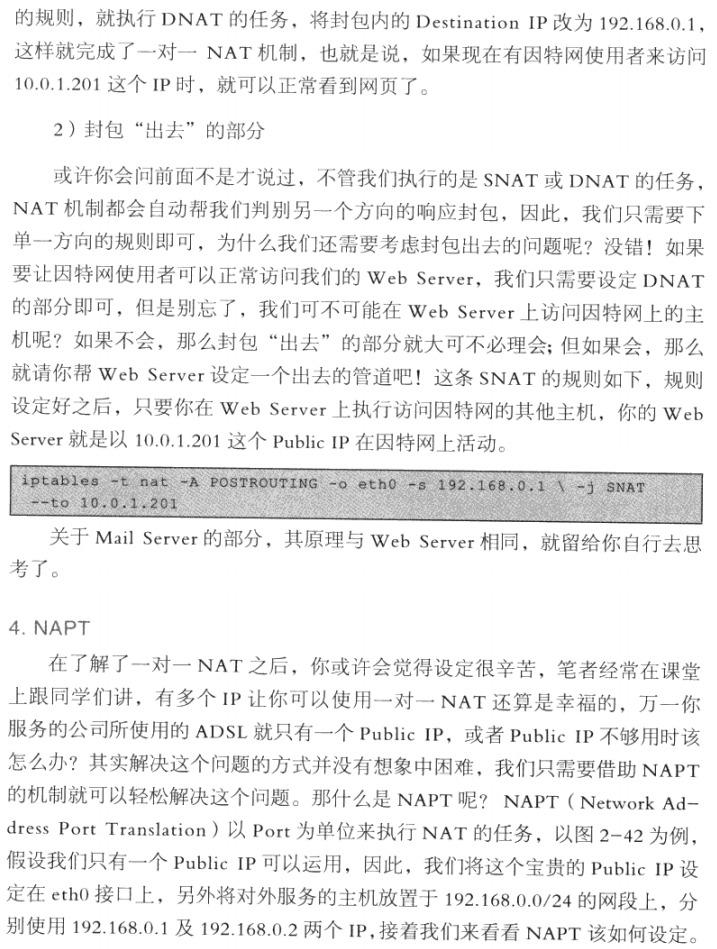 的规则，就执行 DNAT 的任务，将封包内的 Destination IP 改为 192.168.0.1，
这样就完成了一对一 NAT 机制，也就是说，如果现在有因特网使用者来访问
10.0.1.201 这个 IP 时，就可以正常看到网页了。
2）封包“出去”的部分
或许你会问前面不是才说过，不管我们执行的是 SNAT 或 DNAT 的任务，
NAT 机制都会自动帮我们判别另一个方向的响应封包，因此，我们只需要下
单一方向的规则即可，为什么我们还需要考虑封包出去的问题呢？没错！如果
要让因特网使用者可以正常访问我们的 Web Server，我们只需要设定 DNAT
的部分即可，但是别忘了，我们可不可能在 Web Server 上访问因特网上的主
机呢？如果不会，那么封包“出去”的部分就大可不必理会；但如果会，那么
就请你帮 Web Server 设定一个出去的管道吧！这条 SNAT 的规则如下，规则
设定好之后，只要你在 Web Server 上执行访问因特网的其他主机，你的 Web
Server 就是以 10.0.1.201 这个 Public IP 在因特网上活动。
iptables -t nat -A POSTROUTING -o eth0 -s 192.168.0.1 \ -j SNAT
--to 10.0.1.201
关于 Mail Server 的部分，其原理与 Web Server 相同，就留给你自行去思
考了。
4. NAPT
在了解了一对一 NAT 之后，你或许会觉得设定很辛苦，笔者经常在课堂
上跟同学们讲，有多个 IP 让你可以使用一对一 NAT 还算是幸福的，万一你
服务的公司所使用的 ADSL 就只有一个 Public IP，或者 Public IP 不够用时该
怎么办？其实解决这个问题的方式并没有想象中困难，我们只需要借助 NAPT
的机制就可以轻松解决这个问题。那什么是 NAPT 呢？ NAPT（Network Ad-
dress Port Translation）以 Port 为单位来执行 NAT 的任务，以图 2-42 为例，
假设我们只有一个 Public IP 可以运用，因此，我们将这个宝贵的 Public IP 设
定在 eth0 接口上，另外将对外服务的主机放置于 192.168.0.0/24 的网段上，分
别使用 192.168.0.1 及 192.168.0.2 两个 IP，接着我们来看看 NAPT 该如何设定。